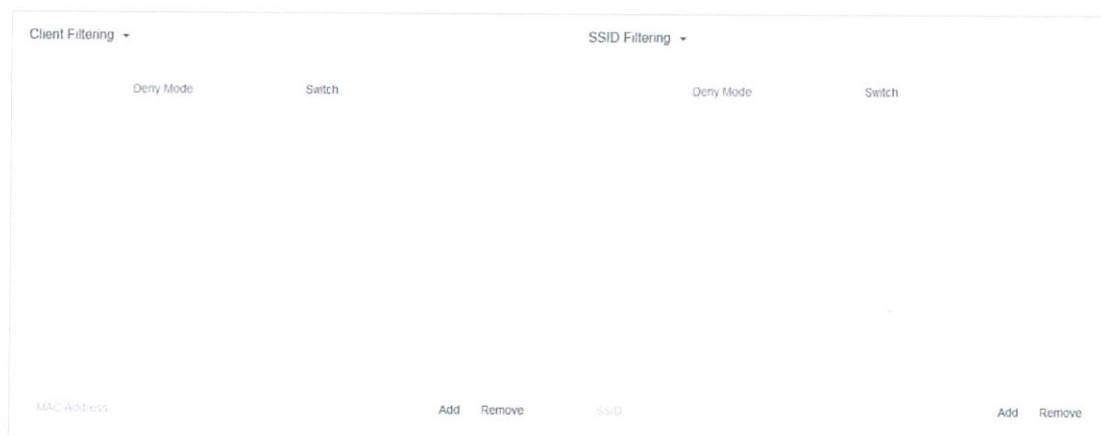 Client Filtering
Deny Mode Switch
MAC Address Add Remove
SSID Filtering
Deny Mode Switch
SSID Add Remove